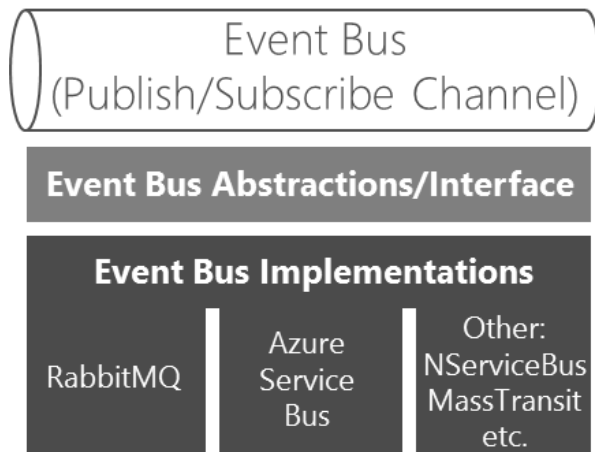 Event Bus
(Publish/Subscribe Channel)
Event Bus Abstractions/Interface
Event Bus Implementations
RabbitMQ
Azure
Service
Bus
Other:
NServiceBus
MassTransit
etc.